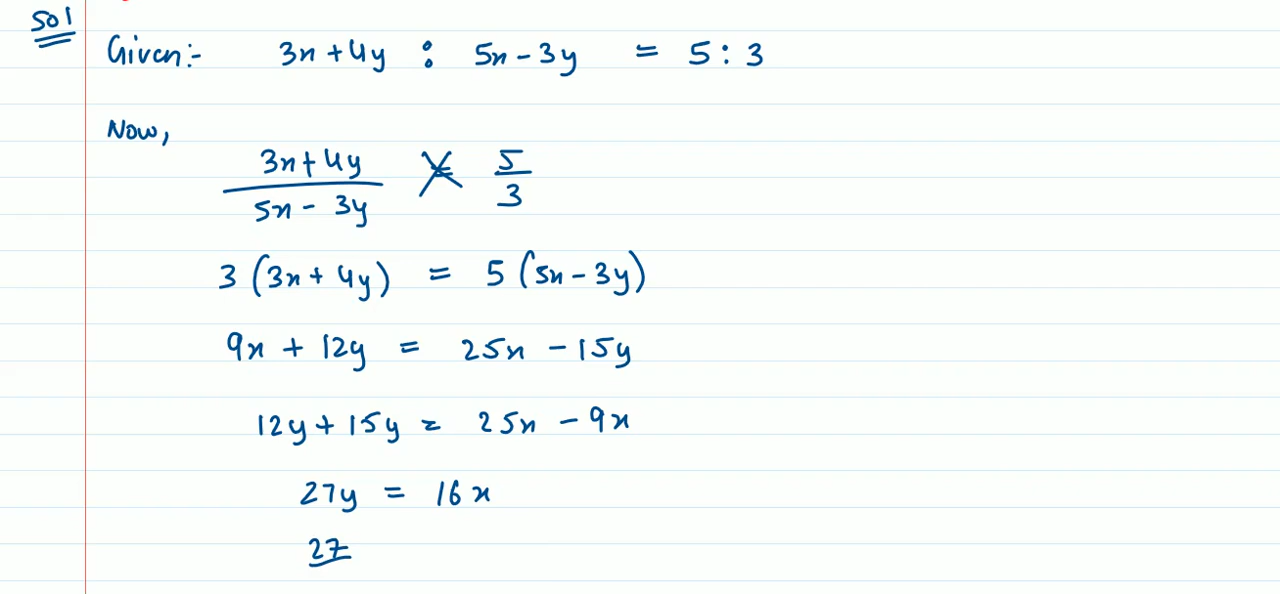 Sol
Given:- 3x + 4y : 5x - 3y = 5 : 3
Now,
3x + 4y / 5x - 3y = 5 / 3
3 (3x + 4y) = 5 (5x - 3y)
9x + 12y = 25x - 15y
12y + 15y = 25x - 9x
27y = 16x
27